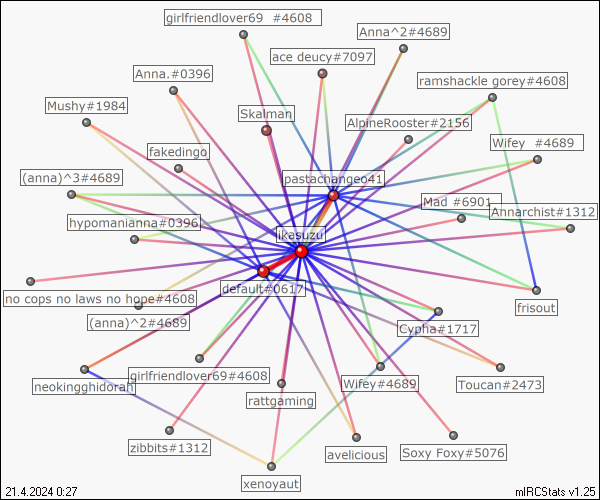 girlfriendlover69 #4608
Anna^2#4689
ace deucy#7097
Anna.#0396
ramshackle gorey#4608
Mushy#1984
Skalman
AlpineRooster#2156
fakedingo
Wifey #4689
(anna)^3#4689
pastachangeo41
Mad #6901
Annarchist#1312
hypomanianna#0396
ikasuzu
default#0617
no cops no laws no hope#4608
frisout
(anna)^2#4689
Cypha#1717
girlfriendlover69#4608
neokingghidorah
Wifey#4689
Toucan#2473
rattgaming
zibbits#1312
avelicious
Soxy Foxy#5076
xenoyaut
21.4.2024 0:27
mIRCStats v1.25